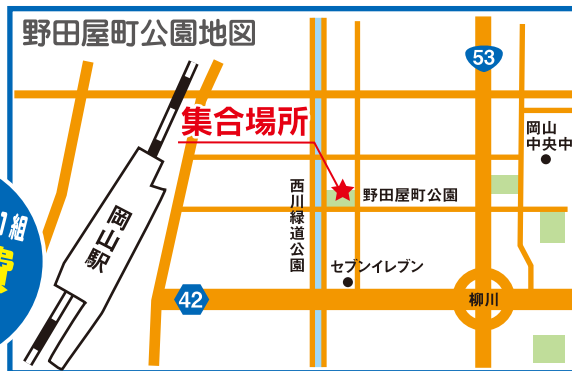 野田屋町公園地図
53
集合場所
岡山
中央中
1組
岡山駅
西川緑道公園
野田屋町公園
セブンイレブン
42
柳川